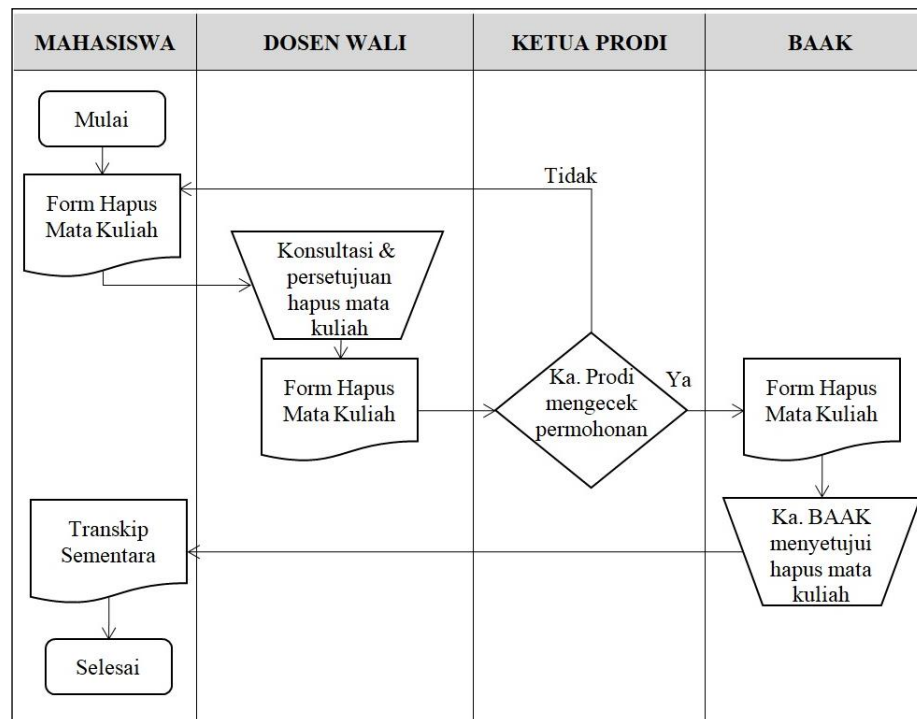 MAHASISWA
DOSEN WALI
KETUA PRODI
BAAK
Mulai
Form Hapus
Mata Kuliah
Tidak
Konsultasi &
persetujuan
hapus mata
kuliah
Form Hapus
Mata Kuliah
Ka. Prodi
mengecek
permohonan
Ya
Form Hapus
Mata Kuliah
Ka. BAAK
menyetujui
hapus mata
kuliah
Transkip
Sementara
Selesai